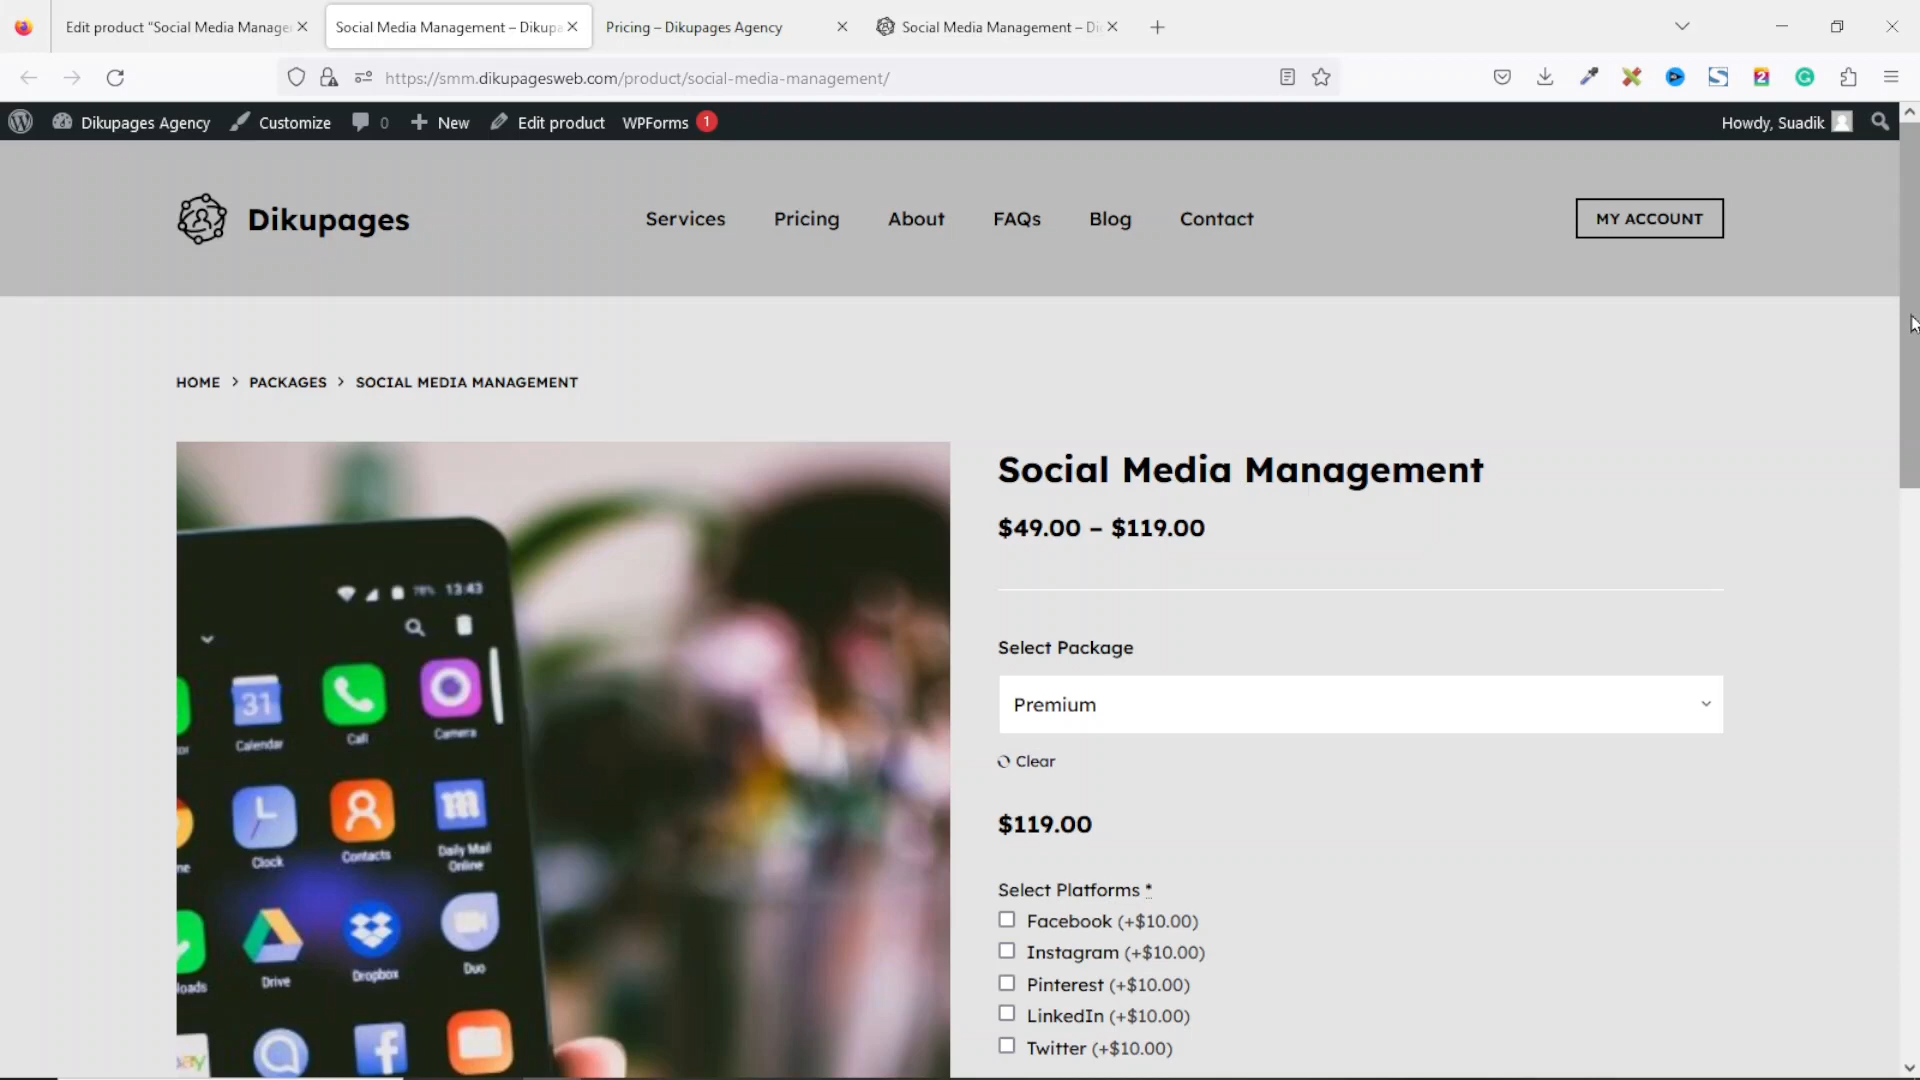 Edit product "Social Media Manage
Social Media Management – Dikup
Pricing – Dikupages Agency
Social Media Management – Di
https://smm.dikupagesweb.com/product/social-media-management/
Dikupages Agency
Customize
0
New
Edit product
WPForms 1
Howdy, Suadik
Dikupages
Services
Pricing
About
FAQs
Blog
Contact
MY ACCOUNT
HOME > PACKAGES > SOCIAL MEDIA MANAGEMENT
Social Media Management
$49.00 – $119.00
Select Package
Premium
Clear
$119.00
Select Platforms *
Facebook (+$10.00)
Instagram (+$10.00)
Pinterest (+$10.00)
LinkedIn (+$10.00)
Twitter (+$10.00)
78% 13:43
31
Calendar
Call
Camera
Clock
Contacts
Daily Mail
Online
Drive
Dropbox
Duo
loads